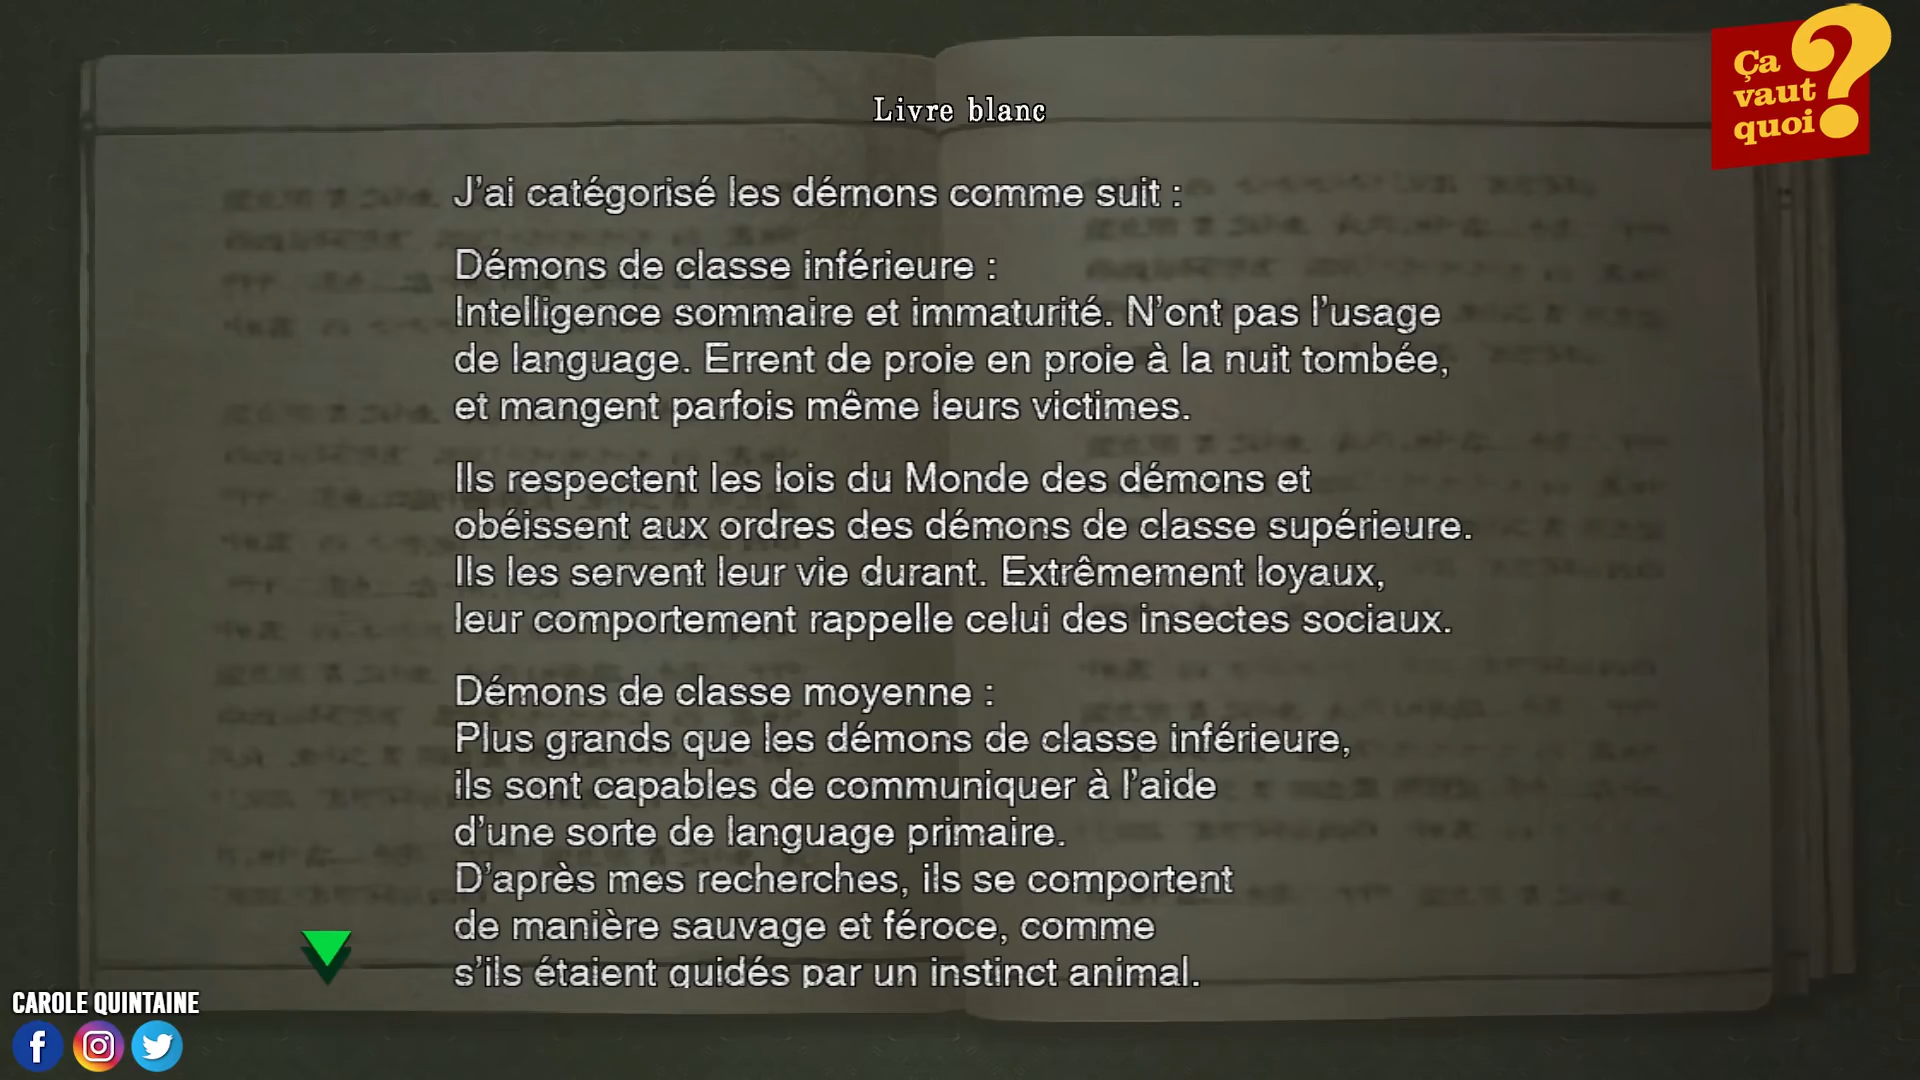 Ça
vaut
quoi ?
Livre blanc
J'ai catégorisé les démons comme suit :
Démons de classe inférieure :
Intelligence sommaire et immaturité. N'ont pas l'usage
de language. Errent de proie en proie à la nuit tombée,
et mangent parfois même leurs victimes.
Ils respectent les lois du Monde des démons et
obéissent aux ordres des démons de classe supérieure.
Ils les servent leur vie durant. Extrêmement loyaux,
leur comportement rappelle celui des insectes sociaux.
Démons de classe moyenne :
Plus grands que les démons de classe inférieure,
ils sont capables de communiquer à l'aide
d'une sorte de language primaire.
D'après mes recherches, ils se comportent
de manière sauvage et féroce, comme
s'ils étaient guidés par un instinct animal.
CAROLE QUINTAINE